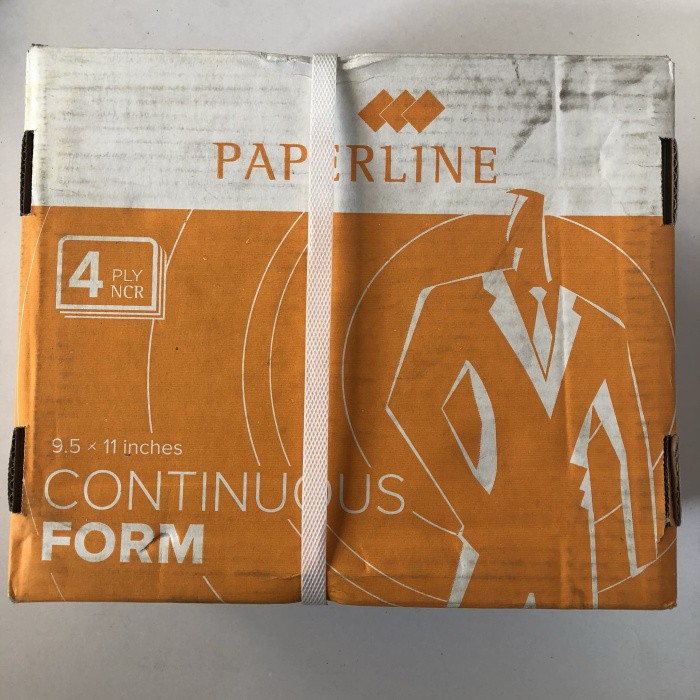 PAPERLINE
4 PLY
NCR
9.5 × 11 inches
CONTINUOUS
FORM